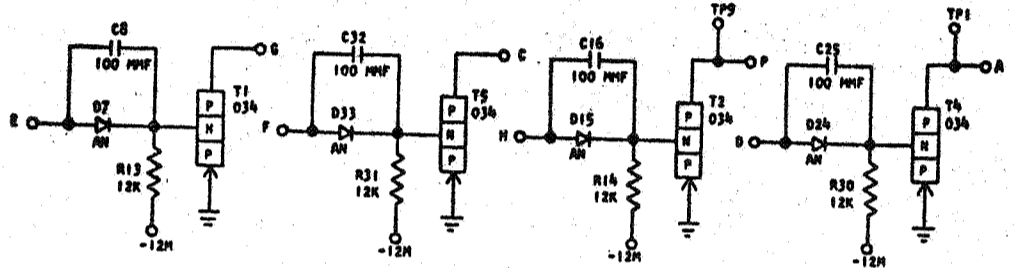 C8
100 MMF
G
E
D7
AN
T1
034
P
N
P
R13
12K
-12M
C32
100 MMF
C
F
D33
AN
T5
034
P
N
P
R31
12K
-12M
TP9
C16
100 MMF
P
H
D15
AN
T2
034
P
N
P
R14
12K
-12M
TP1
C25
100 MMF
A
D
D24
AN
T4
034
P
N
P
R30
12K
-12M